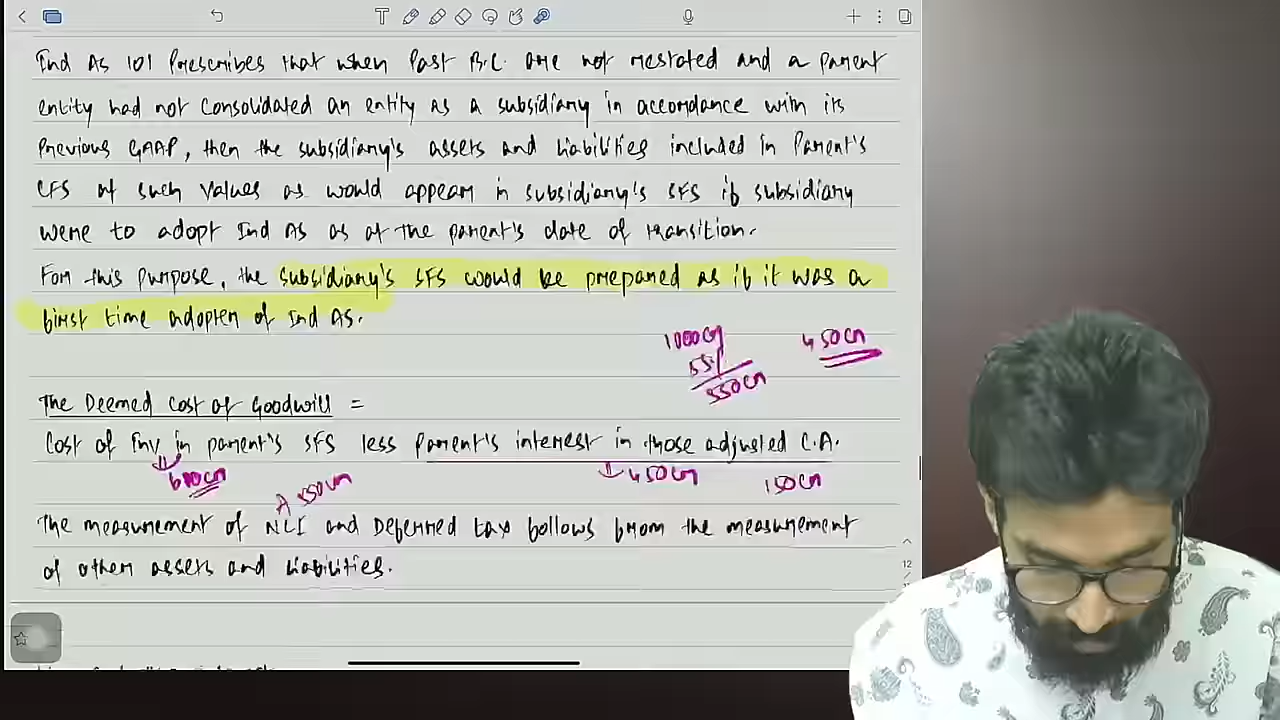 Ind As 101 Prescribes that when Past B.C. are not restated and a parent
entity had not consolidated an entity as a subsidiary in accordance with its
Previous GAAP, then the subsidiary's assets and liabilities included in Parent's
CFS at such values as would appear in subsidiary's SFS if subsidiary
were to adopt Ind AS as at the parent's date of transition.
For this purpose, the subsidiary's SFS would be prepared as if it was a
first time adopter of Ind AS.
1000cr
450cr
55%
550cr
The Deemed cost of Goodwill =
Cost of Inv in parent's SFS less parent's interest in those adjusted C.A.
600cr
450cr
150cr
550cr
The measurement of NCI and Deferred tax follows from the measurement
of other assets and liabilities.
12